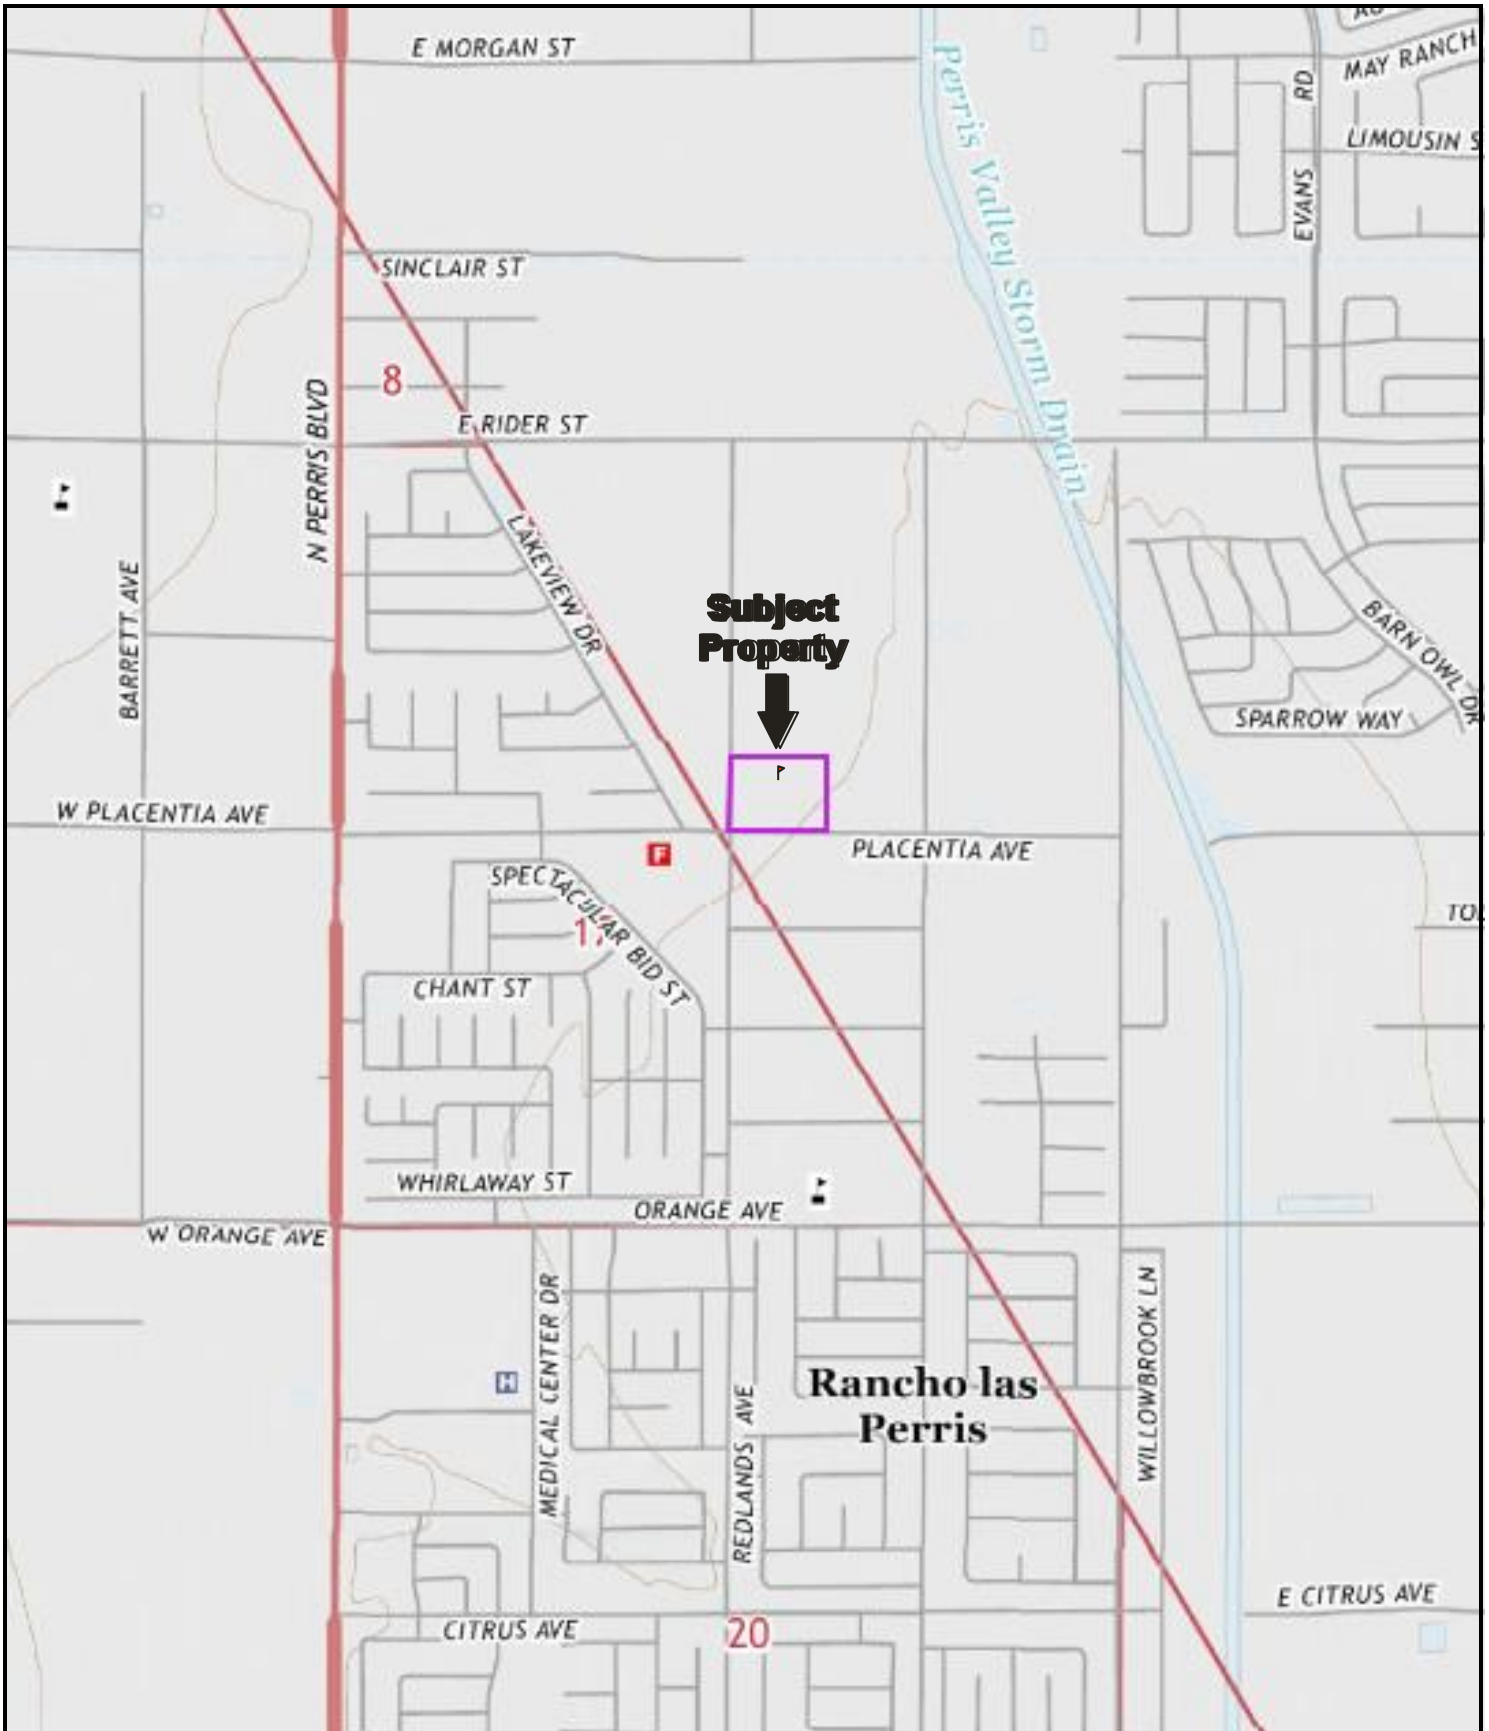 E MORGAN ST
MAY RANCH
RD
LIMOUSIN S
EVANS
Perris Valley Storm Drain
SINCLAIR ST
8
N PERRIS BLVD
E RIDER ST
LAKEVIEW DR
BARRETT AVE
Subject
Property
BARN OWL DR
SPARROW WAY
W PLACENTIA AVE
F
PLACENTIA AVE
SPECTACULAR BID ST
CHANT ST
WHIRLAWAY ST
ORANGE AVE
W ORANGE AVE
MEDICAL CENTER DR
H
WILLOWBROOK LN
Rancho las
Perris
REDLANDS AVE
E CITRUS AVE
CITRUS AVE
20